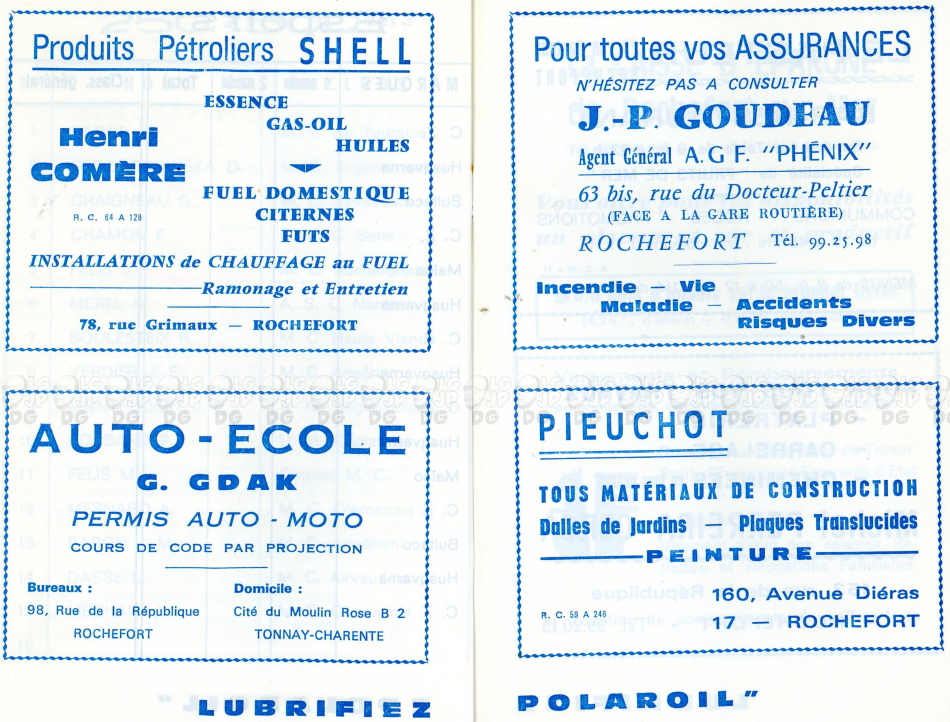 Produits Pétroliers SHELL
ESSENCE
GAS-OIL
HUILES
Henri
COMÈRE
R. C. 64 A 128
FUEL DOMESTIQUE
CITERNES
FUTS
INSTALLATIONS de CHAUFFAGE au FUEL
Ramonage et Entretien
78, rue Grimaux — ROCHEFORT
AUTO-ECOLE
G. GDAK
PERMIS AUTO - MOTO
COURS DE CODE PAR PROJECTION
Bureaux :
98, Rue de la République
ROCHEFORT
Domicile :
Cité du Moulin Rose B 2
TONNAY-CHARENTE
LUBRIFIEZ
Pour toutes vos ASSURANCES
N'HÉSITEZ PAS A CONSULTER
J.-P. GOUDEAU
Agent Général A.G F. "PHÉNIX"
63 bis, rue du Docteur-Peltier
(FACE A LA GARE ROUTIÈRE)
ROCHEFORT Tél. 99.25.98
Incendie — Vie
Maladie — Accidents
Risques Divers
PIEUCHOT
TOUS MATÉRIAUX DE CONSTRUCTION
Dalles de Jardins — Plaques Translucides
PEINTURE
R. C. 59 A 246
160, Avenue Diéras
17 — ROCHEFORT
POLAROIL"